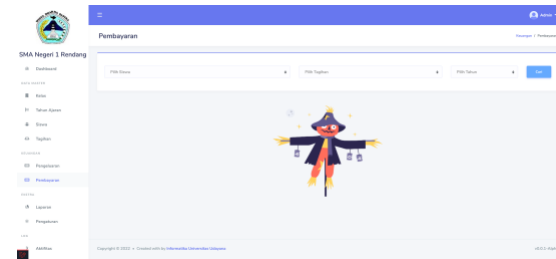 Admin
Pembayaran
Keuangan / Pembayaran
SMA Negeri 1 Rendang
Dashboard
DATA MASTER
Kelas
Tahun Ajaran
Siswa
Tagihan
KEUANGAN
Pengeluaran
Pembayaran
Laporan
Pengaturan
Aktifitas
Pilih Siswa
Pilih Tagihan
Pilih Tahun
Cari
Copyright © 2022
Created with by Informatika Universitas Udayana